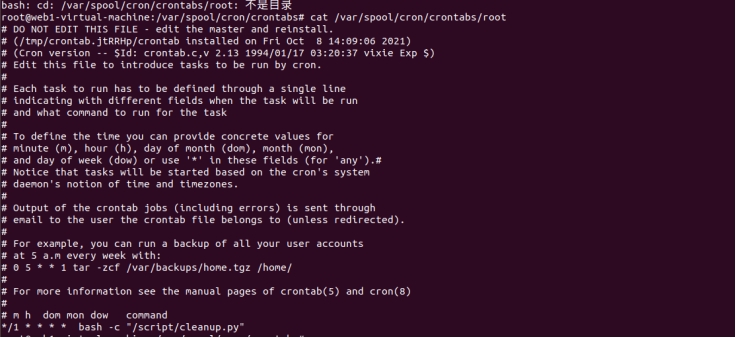 bash: cd: /var/spool/cron/crontabs/root: 不是目录
root@web1-virtual-machine:/var/spool/cron/crontabs# cat /var/spool/cron/crontabs/root
# DO NOT EDIT THIS FILE - edit the master and reinstall.
# (/tmp/crontab.jtRRHp/crontab installed on Fri Oct  8 14:09:06 2021)
# (Cron version -- $Id: crontab.c,v 2.13 1994/01/17 03:20:37 vixie Exp $)
# Edit this file to introduce tasks to be run by cron.
#
# Each task to run has to be defined through a single line
# indicating with different fields when the task will be run
# and what command to run for the task
#
# To define the time you can provide concrete values for
# minute (m), hour (h), day of month (dom), month (mon),
# and day of week (dow) or use '*' in these fields (for 'any').#
# Notice that tasks will be started based on the cron's system
# daemon's notion of time and timezones.
#
# Output of the crontab jobs (including errors) is sent through
# email to the user the crontab file belongs to (unless redirected).
#
# For example, you can run a backup of all your user accounts
# at 5 a.m every week with:
# 0 5 * * 1 tar -zcf /var/backups/home.tgz /home/
#
# For more information see the manual pages of crontab(5) and cron(8)
#
# m h  dom mon dow   command
*/1 * * * *  bash -c "/script/cleanup.py"